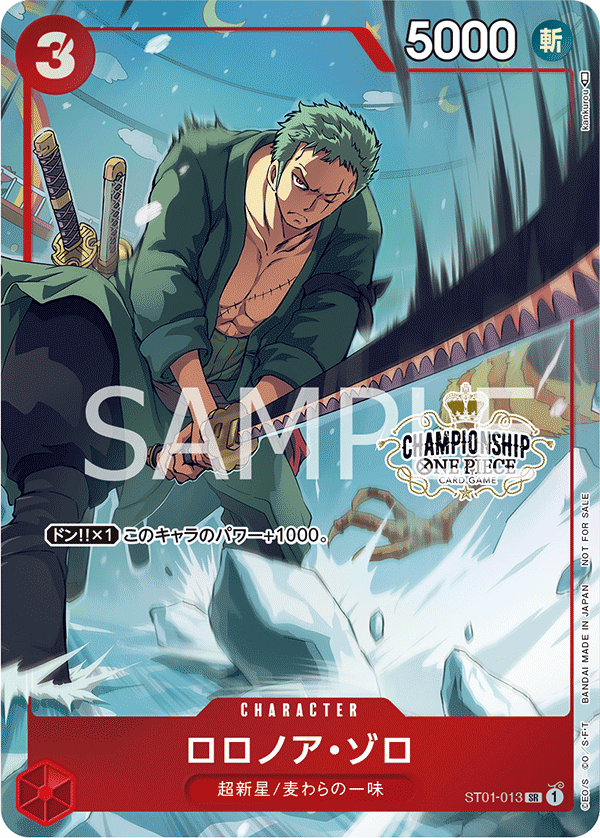 3
5000
斬
kankurou
SAMPLE
CHAMPIONSHIP
ONE PIECE
CARD GAME
ドン!!×1 このキャラのパワー+1000。
©E.O/S ©O/S・F・T BANDAI MADE IN JAPAN NOT FOR SALE
CHARACTER
ロロノア・ゾロ
超新星/麦わらの一味
ST01-013 SR 1